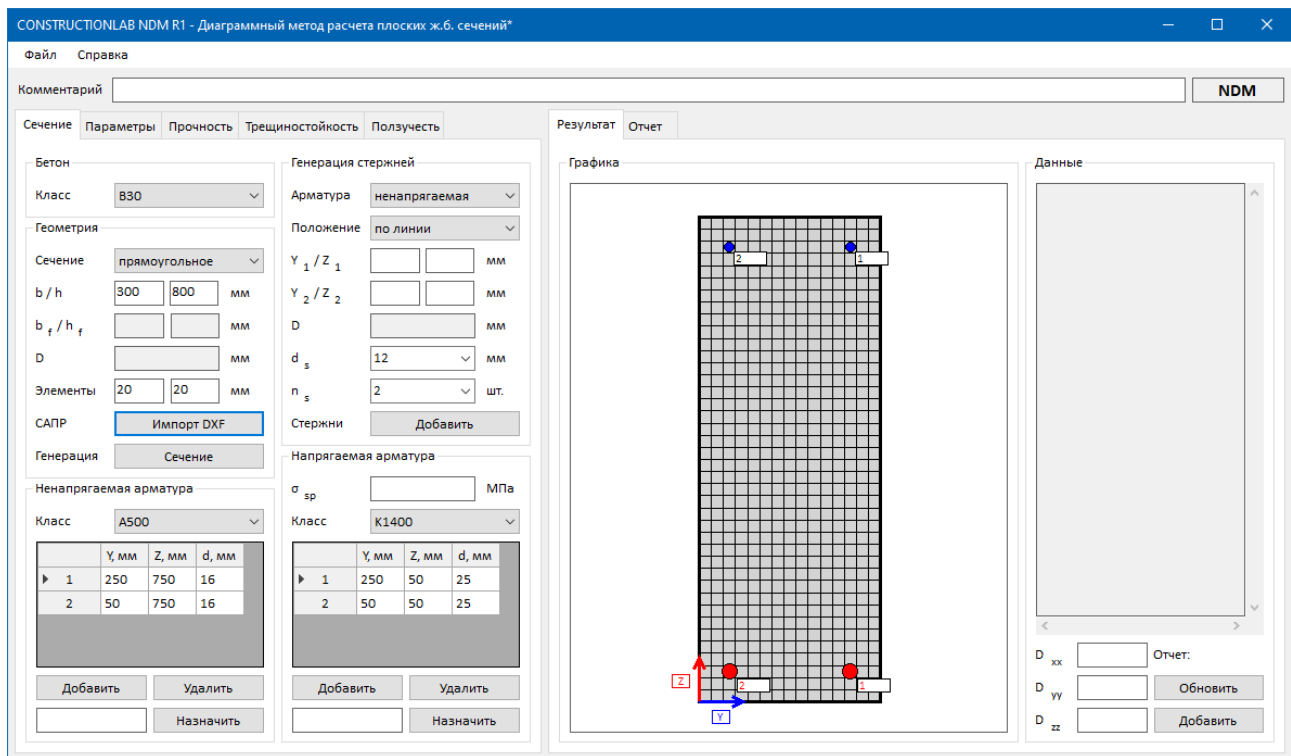 CONSTRUCTIONLAB NDM R1 - Диаграммный метод расчета плоских ж.б. сечений*
Файл Справка
Комментарий NDM
Сечение Параметры Прочность Трещиностойкость Ползучесть
Бетон
Класс B30
Геометрия
Сечение прямоугольное
b / h 300 800 мм
b f / h f мм
D мм
Элементы 20 20 мм
САПР Импорт DXF
Генерация Сечение
Ненапрягаемая арматура
Класс A500
Y, мм Z, мм d, мм
1 250 750 16
2 50 750 16
Добавить Удалить
Назначить
Генерация стержней
Арматура ненапрягаемая
Положение по линии
Y 1 / Z 1 мм
Y 2 / Z 2 мм
D мм
d s 12 мм
n s 2 шт.
Стержни Добавить
Напрягаемая арматура
σ sp МПа
Класс K1400
Y, мм Z, мм d, мм
1 250 50 25
2 50 50 25
Добавить Удалить
Назначить
Результат Отчет
Графика
2 1
2 1
Z
Y
Данные
D xx Отчет:
D yy Обновить
D zz Добавить